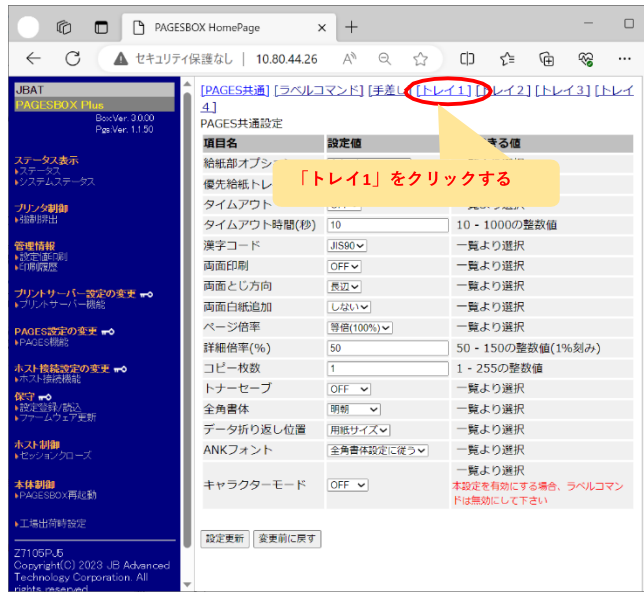 PAGESBOX HomePage
セキュリティ保護なし | 10.80.44.26
JBAT
PAGESBOX Plus
Box:Ver. 3.0.00
Pgs:Ver. 1.1.50
ステータス表示
ステータス
システムステータス
プリンタ制御
強制排出
管理情報
設定値印刷
印刷履歴
プリントサーバー設定の変更
プリントサーバー機能
PAGES設定の変更
PAGES機能
ホスト接続設定の変更
ホスト接続機能
保守
設定登録/読込
ファームウェア更新
ホスト制御
セッションクローズ
本体制御
PAGESBOX再起動
工場出荷時設定
Z7105PJ5
Copyright(C) 2023 JB Advanced
Technology Corporation. All
rights reserved
[PAGES共通] [ラベルコマンド] [手差し] [トレイ１] [トレイ２] [トレイ３] [トレイ
４]
PAGES共通設定
項目名 設定値 きる値
給紙部オプショ
優先給紙トレ
「トレイ1」をクリックする
タイムアウト OFF 一覧より選択
タイムアウト時間(秒) 10 10 - 1000の整数値
漢字コード JIS90 一覧より選択
両面印刷 OFF 一覧より選択
両面とじ方向 長辺 一覧より選択
両面白紙追加 しない 一覧より選択
ページ倍率 等倍(100%) 一覧より選択
詳細倍率(%) 50 50 - 150の整数値(1%刻み)
コピー枚数 1 1 - 255の整数値
トナーセーブ OFF 一覧より選択
全角書体 明朝 一覧より選択
データ折り返し位置 用紙サイズ 一覧より選択
ANKフォント 全角書体設定に従う 一覧より選択
キャラクターモード OFF 一覧より選択
本設定を有効にする場合、ラベルコマン
ドは無効にして下さい
設定更新 変更前に戻す